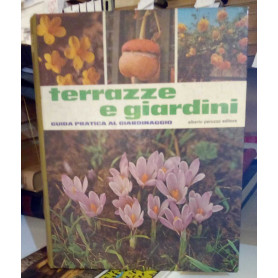 terrazze
e giardini
GUIDA PRATICA AL GIARDINAGGIO
alberto peruzzo editore